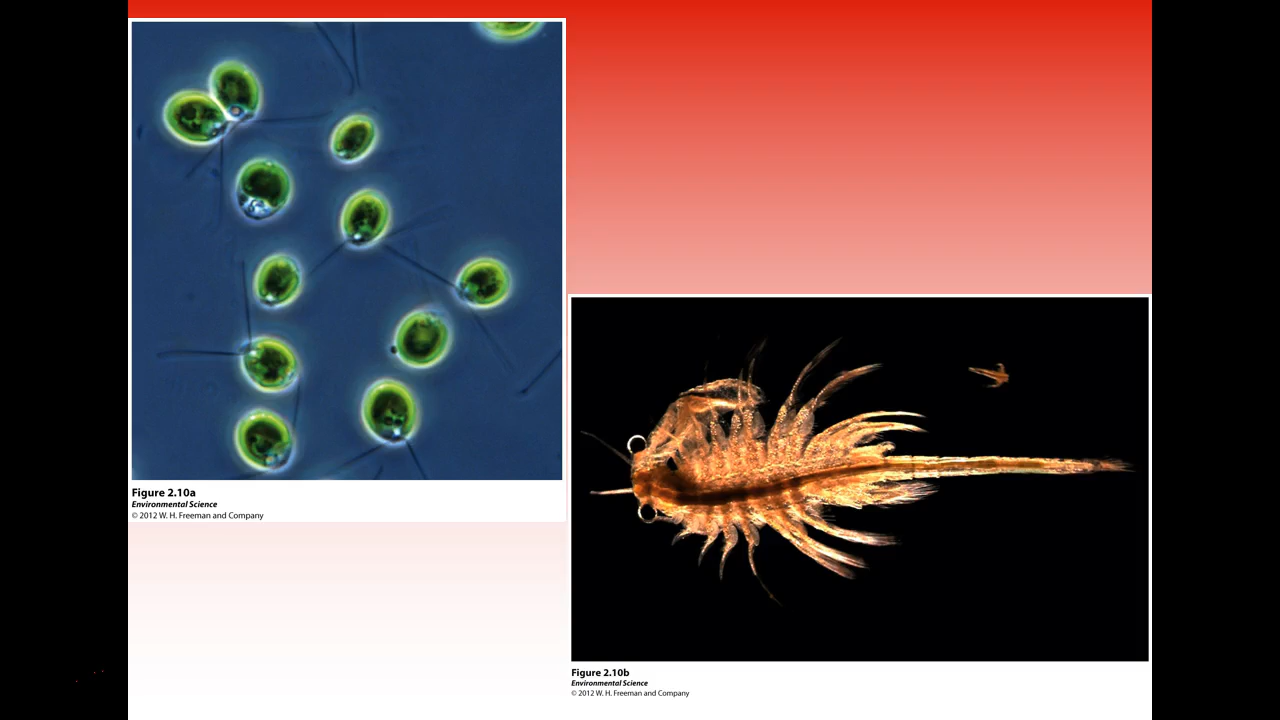 Figure 2.10a
Environmental Science
© 2012 W. H. Freeman and Company
Figure 2.10b
Environmental Science
© 2012 W. H. Freeman and Company